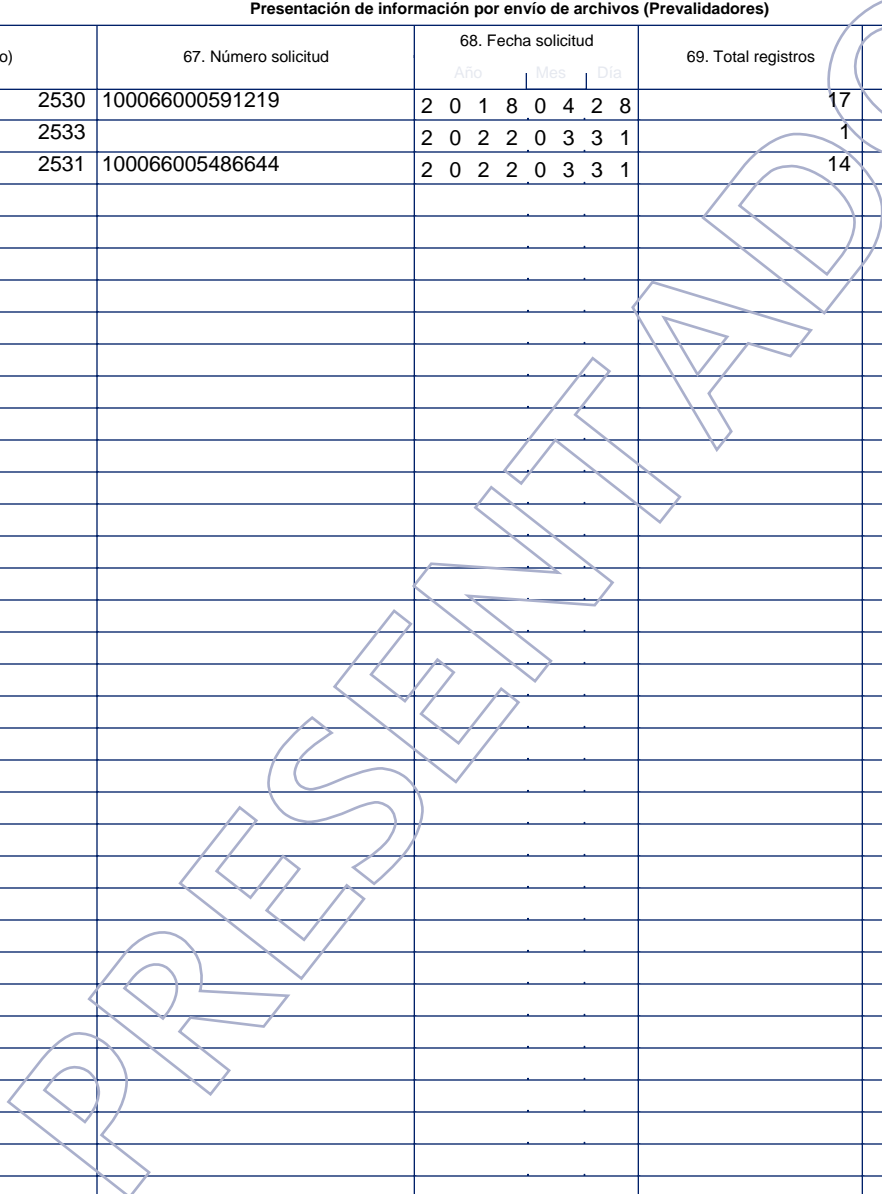 Presentación de información por envío de archivos (Prevalidadores)
o) 67. Número solicitud 68. Fecha solicitud 69. Total registros
Año Mes Día
2530 100066000591219 2 0 1 8 0 4 2 8 17
2533 2 0 2 2 0 3 3 1 1
2531 100066005486644 2 0 2 2 0 3 3 1 14
PRESENTADO